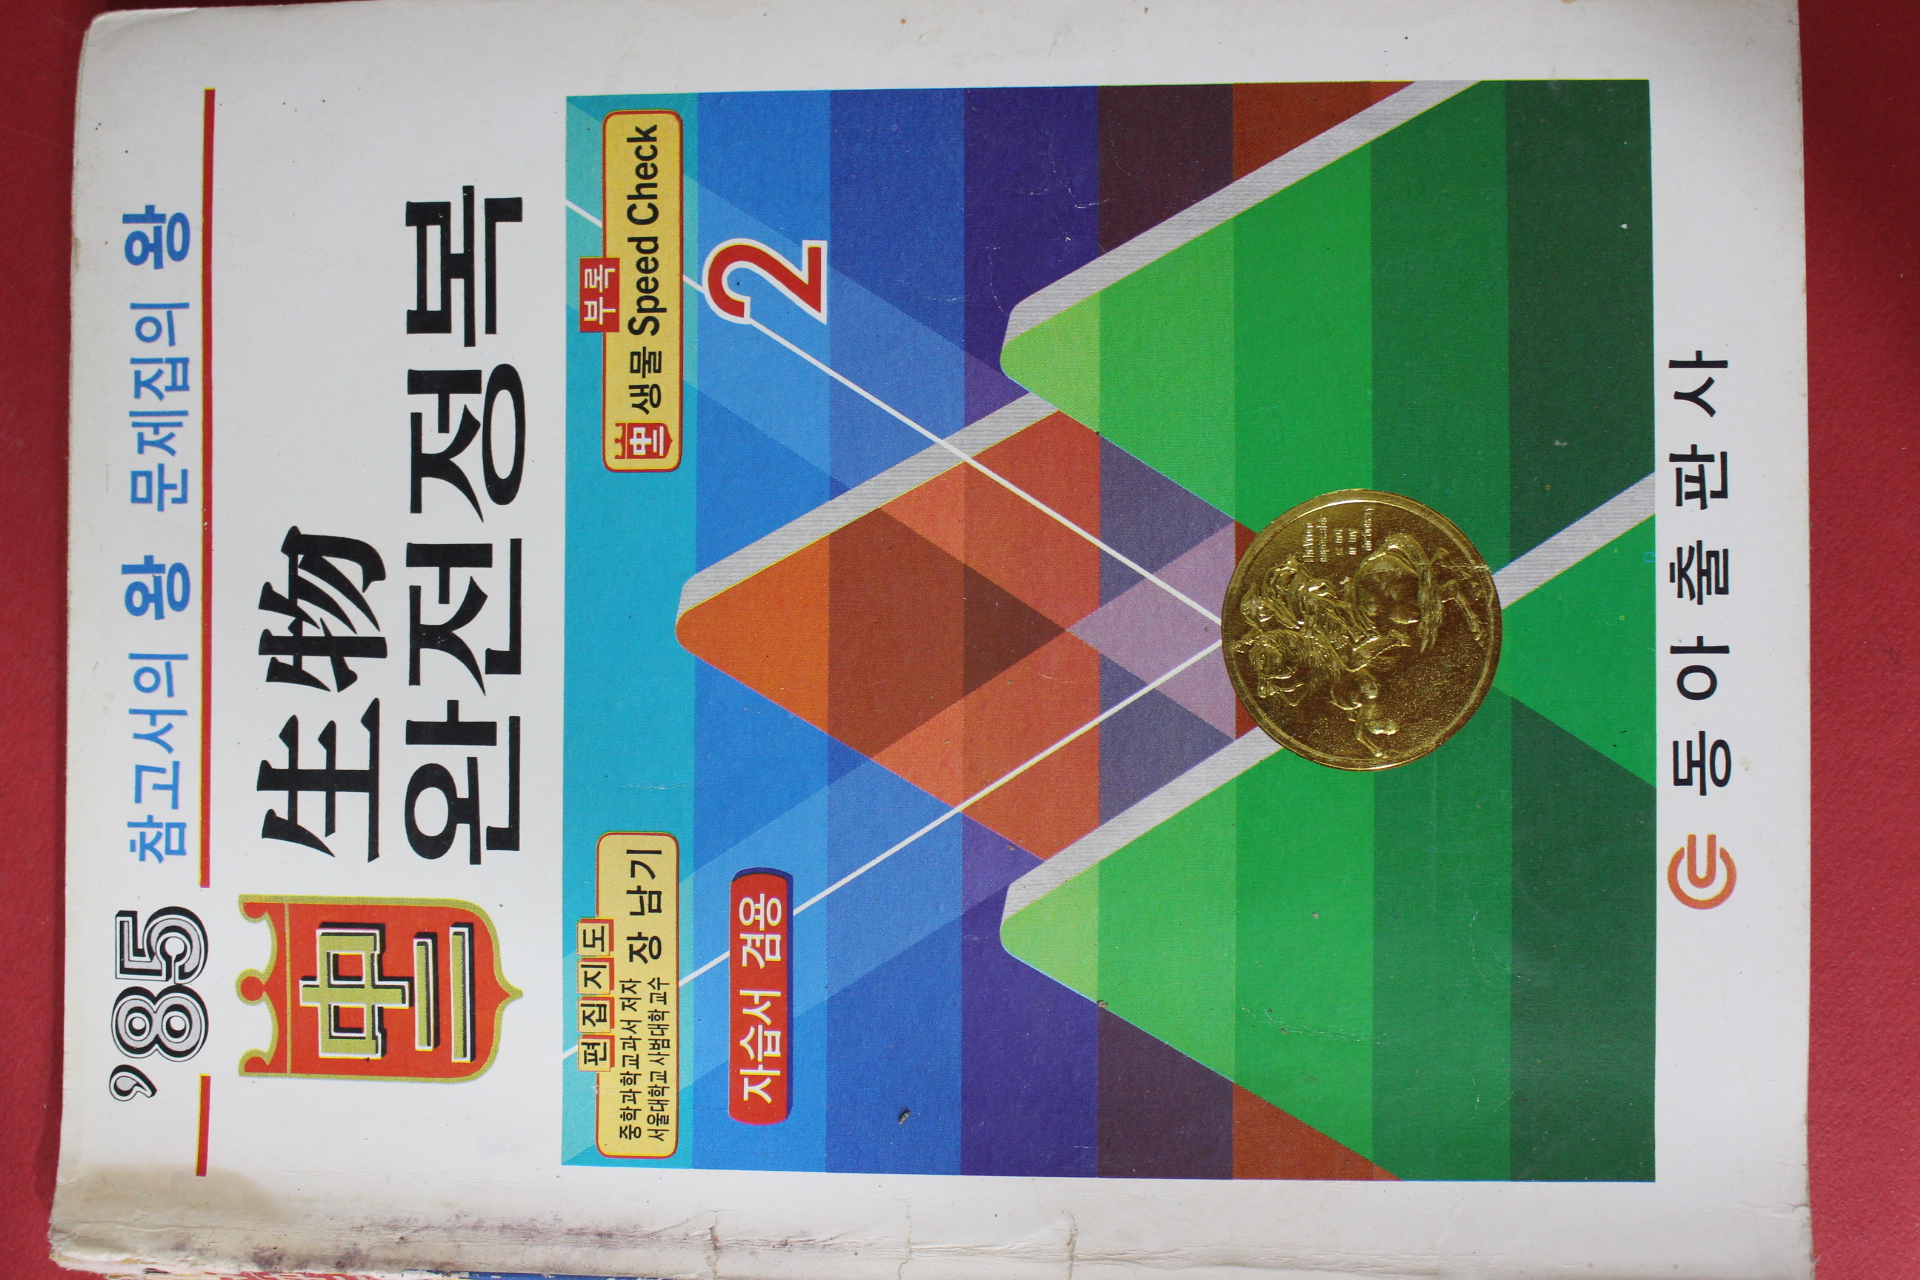 '85 참고서의 왕 문제집의 왕
中二 生物
완전정복
편집지도
중학과학교과서 저자
서울대학교 사범대학 교수 장 남 기
부록
中二 생물 Speed Check
자습서 겸용
2
동아출판사